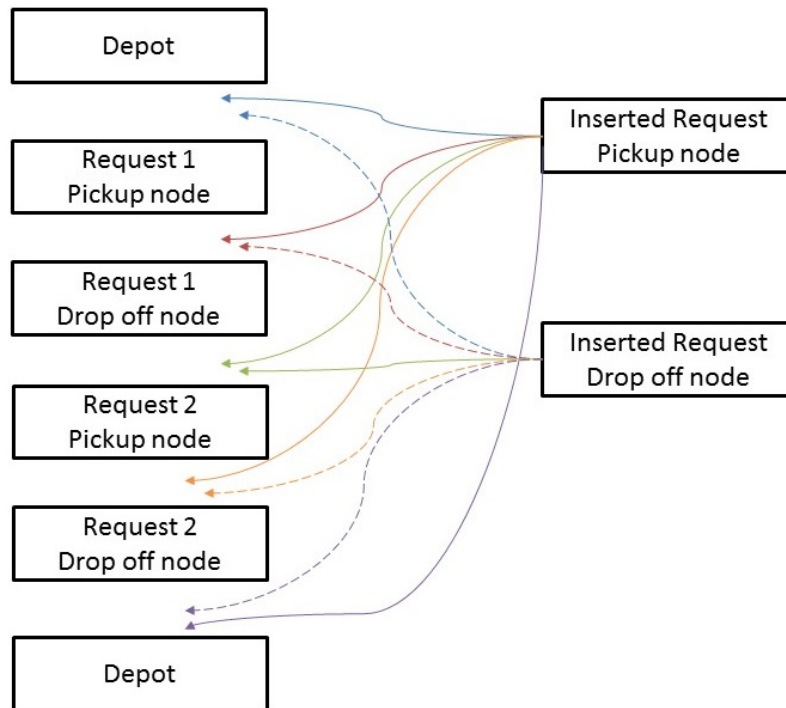 Depot
Request 1
Pickup node
Request 1
Drop off node
Request 2
Pickup node
Request 2
Drop off node
Depot
Inserted Request
Pickup node
Inserted Request
Drop off node